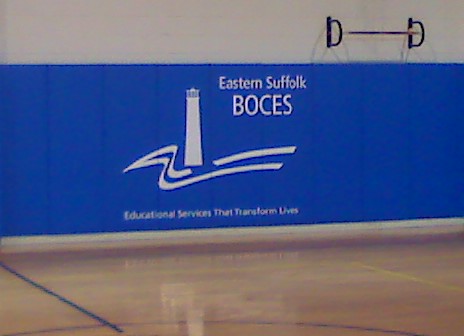 Eastern Suffolk
BOCES
Educational Services That Transform Lives